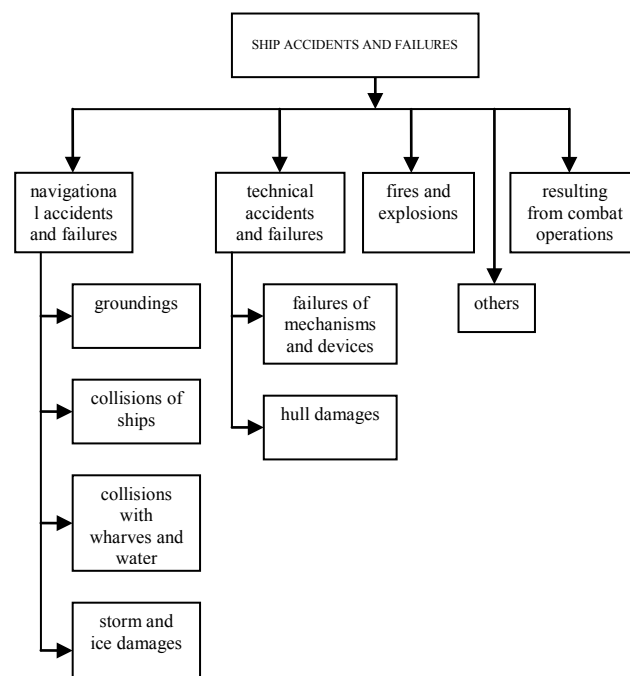 SHIP ACCIDENTS AND FAILURES
navigationa
l accidents
and failures
technical
accidents
and failures
fires and
explosions
resulting
from combat
operations
others
groundings
collisions of
ships
collisions
with
wharves and
water
storm and
ice damages
failures of
mechanisms
and devices
hull damages